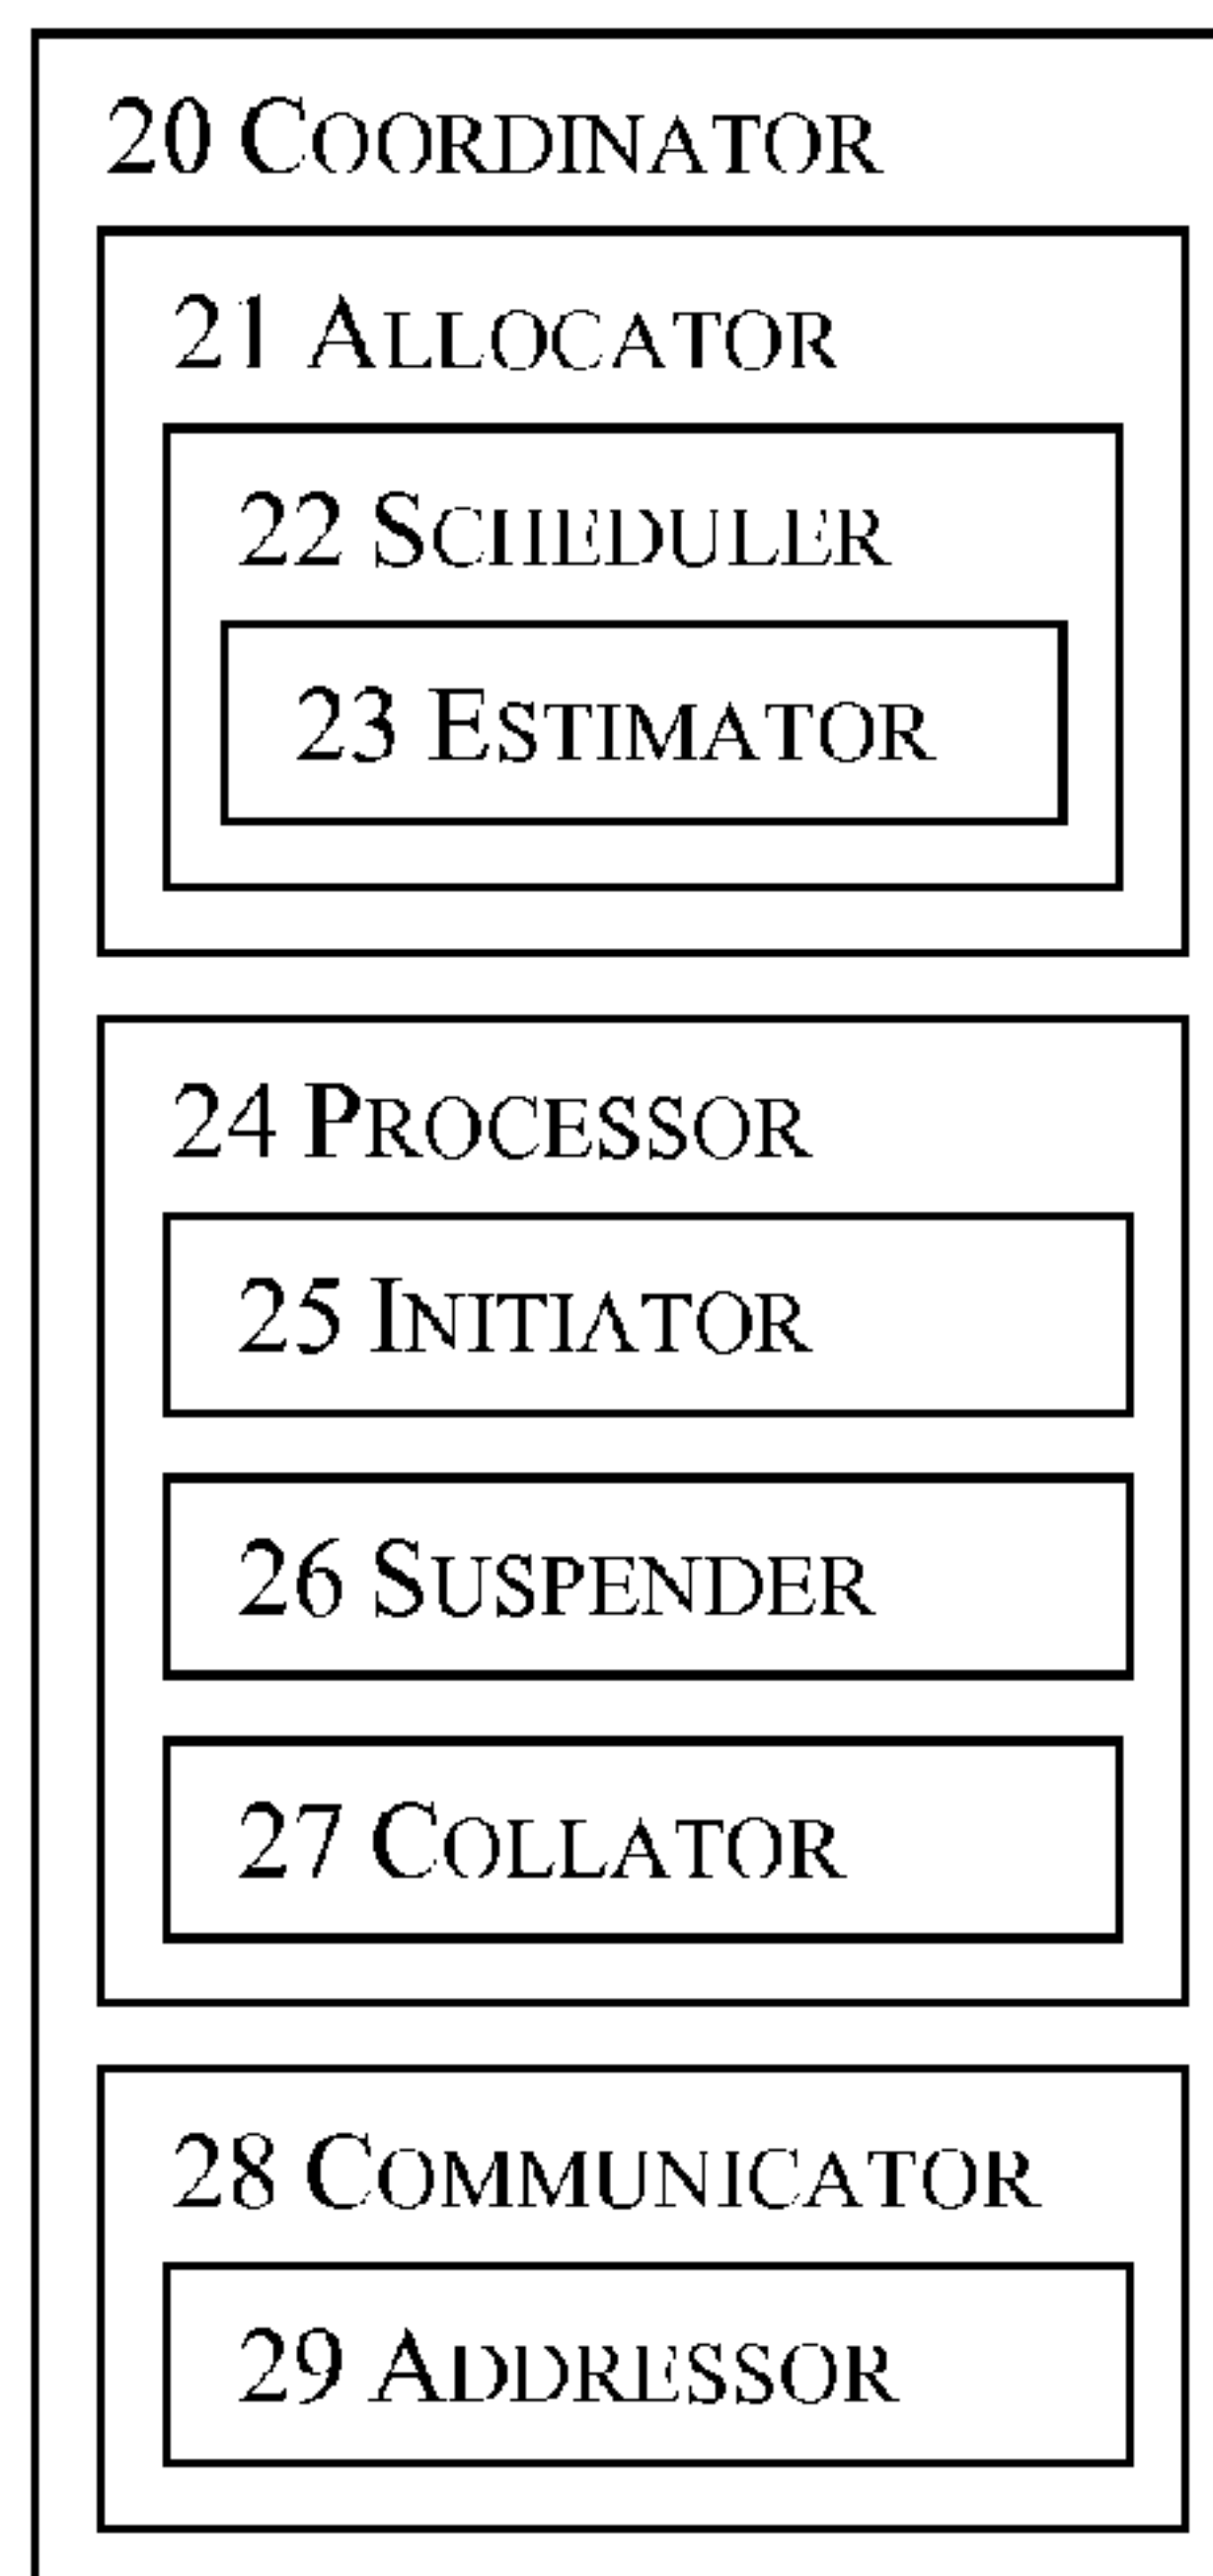 20 COORDINATOR
21 ALLOCATOR
22 SCHEDULER
23 ESTIMATOR
24 PROCESSOR
25 INITIATOR
26 SUSPENDER
27 COLLATOR
28 COMMUNICATOR
29 ADDRESSOR